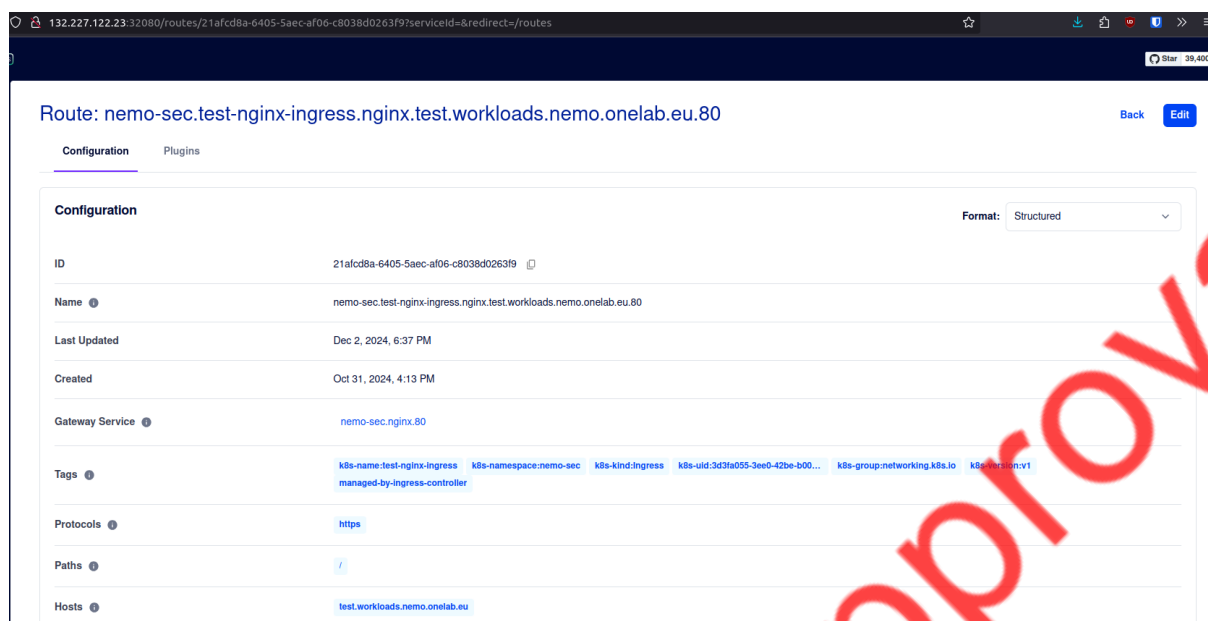 132.227.122.23:32080/routes/21afcd8a-6405-5aec-af06-c8038d0263f9?serviceId=&redirect=/routes
Star 39,400
Route: nemo-sec.test-nginx-ingress.nginx.test.workloads.nemo.onelab.eu.80
Back Edit
Configuration Plugins
Configuration
Format: Structured
ID 21afcd8a-6405-5aec-af06-c8038d0263f9
Name nemo-sec.test-nginx-ingress.nginx.test.workloads.nemo.onelab.eu.80
Last Updated Dec 2, 2024, 6:37 PM
Created Oct 31, 2024, 4:13 PM
Gateway Service nemo-sec.nginx.80
Tags k8s-name:test-nginx-ingress k8s-namespace:nemo-sec k8s-kind:Ingress k8s-uid:3d3fa055-3ee0-42be-b00... k8s-group:networking.k8s.io k8s-version:v1
managed-by-ingress-controller
Protocols https
Paths /
Hosts test.workloads.nemo.onelab.eu